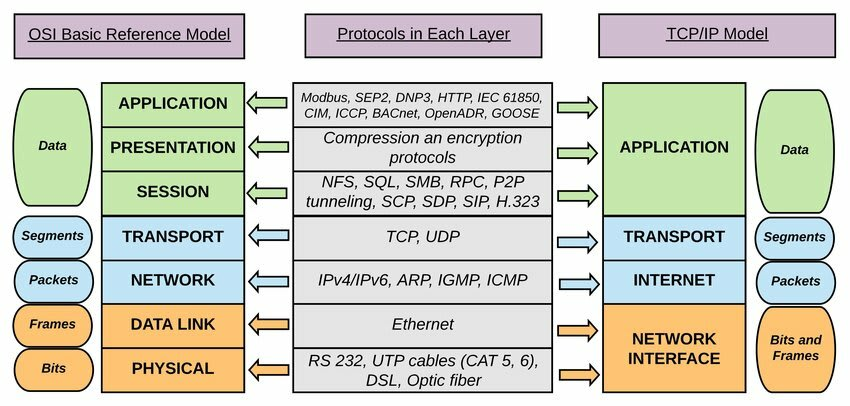 OSI Basic Reference Model
Protocols in Each Layer
TCP/IP Model
Data
APPLICATION
Modbus, SEP2, DNP3, HTTP, IEC 61850,
CIM, ICCP, BACnet, OpenADR, GOOSE
PRESENTATION
Compression an encryption
protocols
SESSION
NFS, SQL, SMB, RPC, P2P
tunneling, SCP, SDP, SIP, H.323
APPLICATION
Data
Segments
TRANSPORT
TCP, UDP
TRANSPORT
Segments
Packets
NETWORK
IPv4/IPv6, ARP, IGMP, ICMP
INTERNET
Packets
Frames
DATA LINK
Ethernet
Bits
PHYSICAL
RS 232, UTP cables (CAT 5, 6),
DSL, Optic fiber
NETWORK
INTERFACE
Bits and
Frames